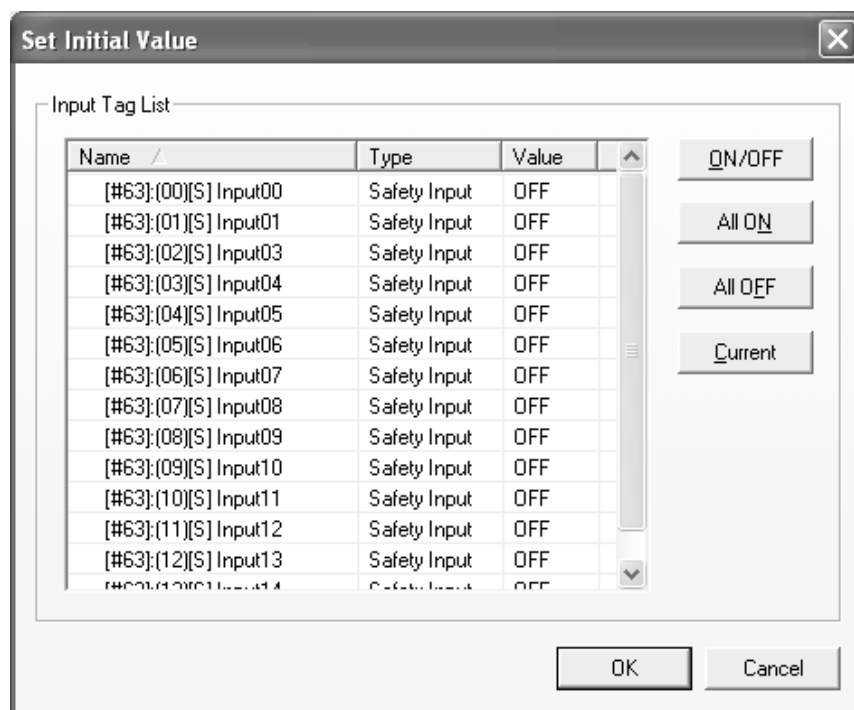 Set Initial Value
Input Tag List
Name Type Value
[#63]:(00)[S] Input00 Safety Input OFF
[#63]:(01)[S] Input01 Safety Input OFF
[#63]:(02)[S] Input03 Safety Input OFF
[#63]:(03)[S] Input04 Safety Input OFF
[#63]:(04)[S] Input05 Safety Input OFF
[#63]:(05)[S] Input06 Safety Input OFF
[#63]:(06)[S] Input07 Safety Input OFF
[#63]:(07)[S] Input08 Safety Input OFF
[#63]:(08)[S] Input09 Safety Input OFF
[#63]:(09)[S] Input10 Safety Input OFF
[#63]:(10)[S] Input11 Safety Input OFF
[#63]:(11)[S] Input12 Safety Input OFF
[#63]:(12)[S] Input13 Safety Input OFF
ON/OFF
All ON
All OFF
Current
OK Cancel